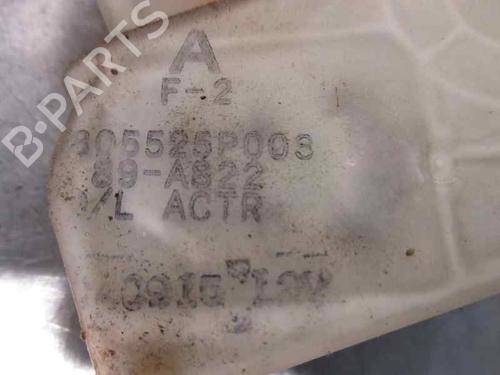 B-PARTS
A
F-2
305525P003
89-A822
I/L ACTR